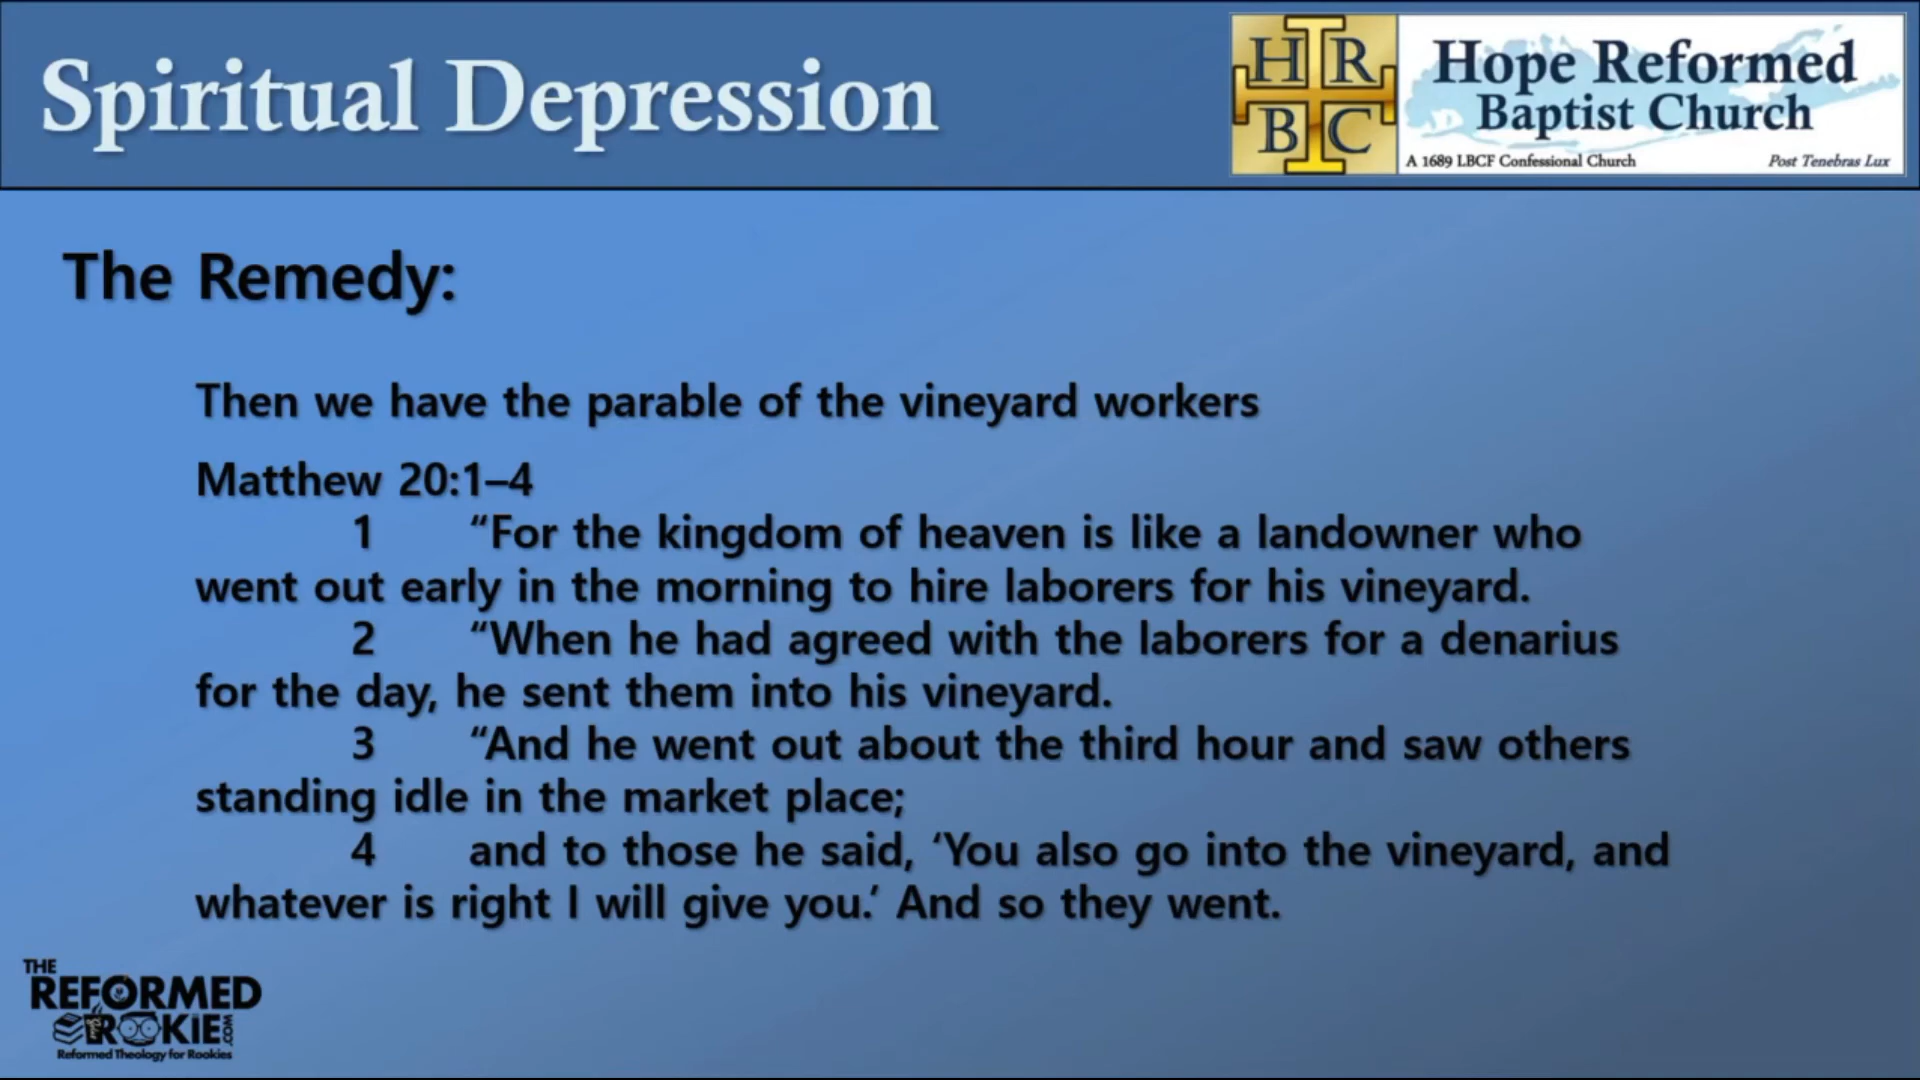 Spiritual Depression
H R
B C
Hope Reformed
Baptist Church
A 1689 LBCF Confessional Church Post Tenebras Lux
The Remedy:
Then we have the parable of the vineyard workers
Matthew 20:1–4
1 “For the kingdom of heaven is like a landowner who
went out early in the morning to hire laborers for his vineyard.
2 “When he had agreed with the laborers for a denarius
for the day, he sent them into his vineyard.
3 “And he went out about the third hour and saw others
standing idle in the market place;
4 and to those he said, ‘You also go into the vineyard, and
whatever is right I will give you.’ And so they went.
THE
REFORMED
ROOKIE.COM
Reformed Theology for Rookies